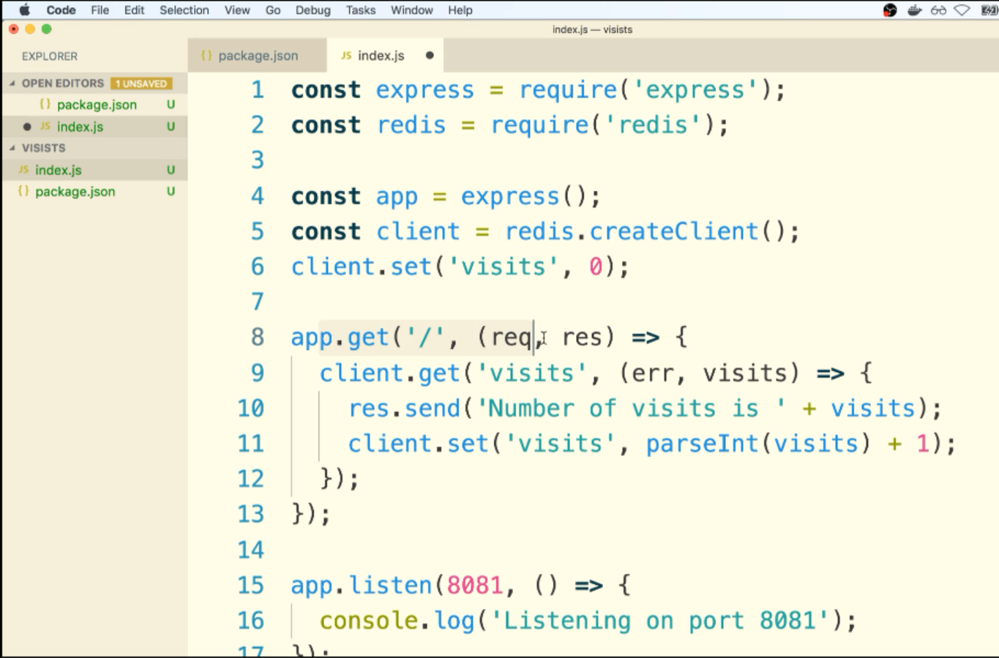 Code File Edit Selection View Go Debug Tasks Window Help
index.js — visists
EXPLORER
OPEN EDITORS 1 UNSAVED
{} package.json U
JS index.js U
VISISTS
JS index.js U
{} package.json U
{} package.json JS index.js
1 const express = require('express');
2 const redis = require('redis');
3
4 const app = express();
5 const client = redis.createClient();
6 client.set('visits', 0);
7
8 app.get('/', (req, res) => {
9 client.get('visits', (err, visits) => {
10 res.send('Number of visits is ' + visits);
11 client.set('visits', parseInt(visits) + 1);
12 });
13 });
14
15 app.listen(8081, () => {
16 console.log('Listening on port 8081');
17 });